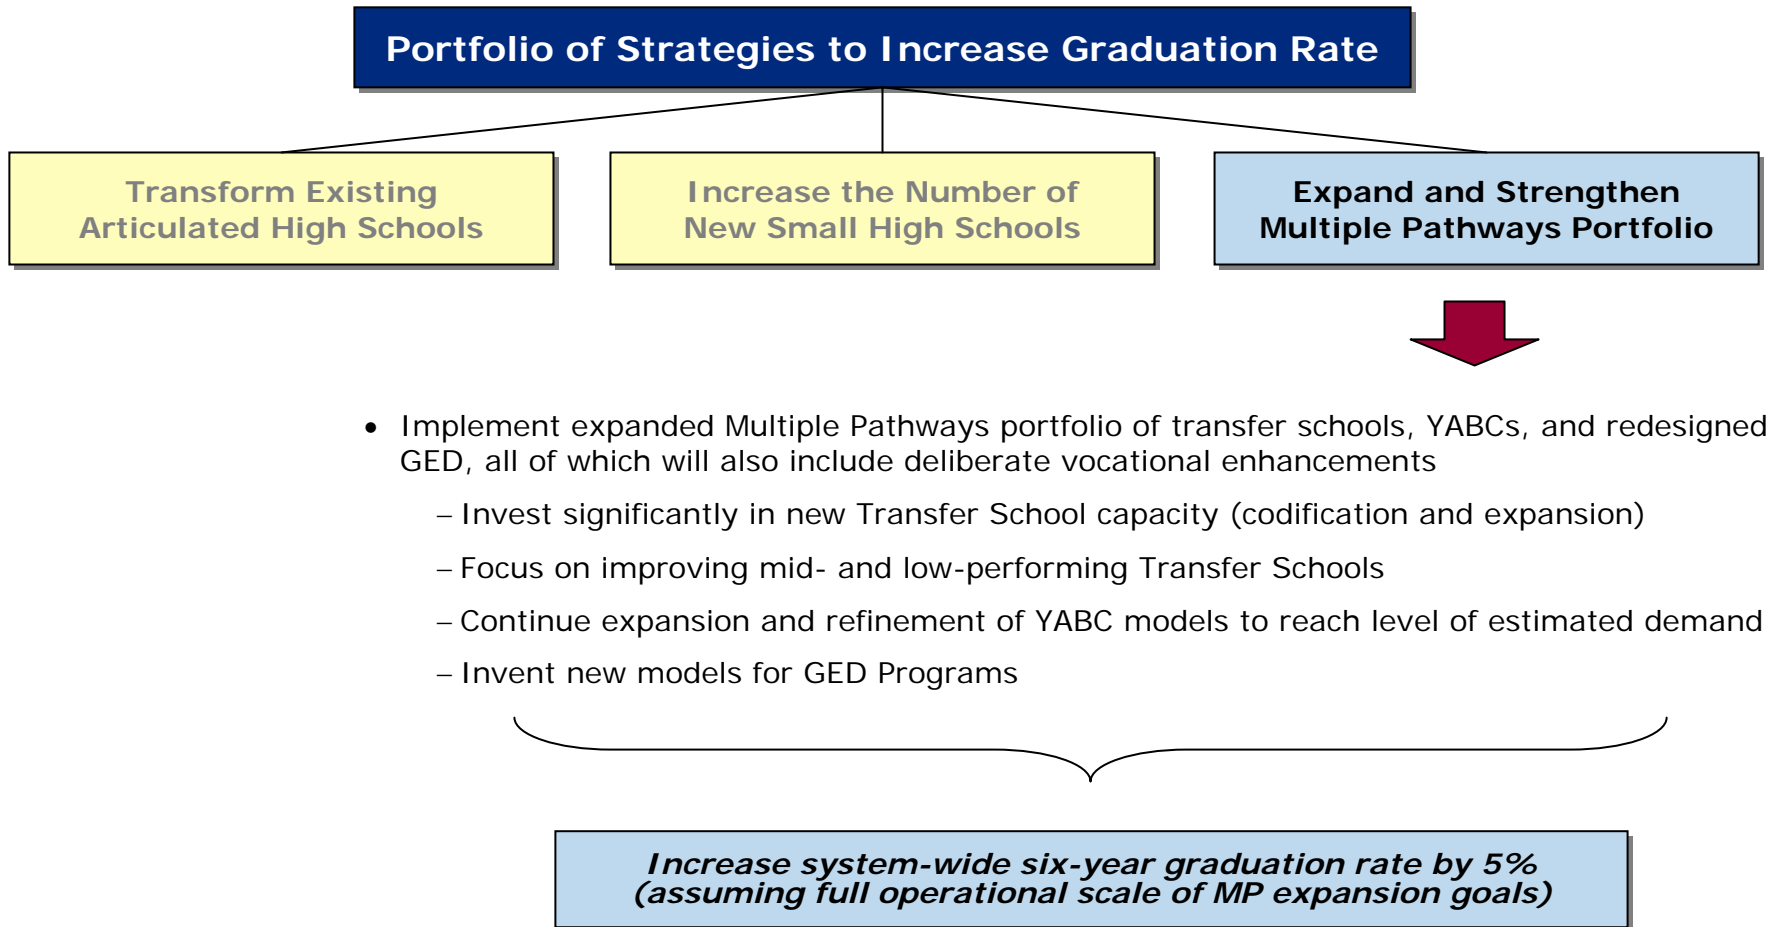 Portfolio of Strategies to Increase Graduation Rate
Transform Existing
Articulated High Schools
Increase the Number of
New Small High Schools
Expand and Strengthen
Multiple Pathways Portfolio
• Implement expanded Multiple Pathways portfolio of transfer schools, YABCs, and redesigned
GED, all of which will also include deliberate vocational enhancements
– Invest significantly in new Transfer School capacity (codification and expansion)
– Focus on improving mid- and low-performing Transfer Schools
– Continue expansion and refinement of YABC models to reach level of estimated demand
– Invent new models for GED Programs
Increase system-wide six-year graduation rate by 5%
(assuming full operational scale of MP expansion goals)